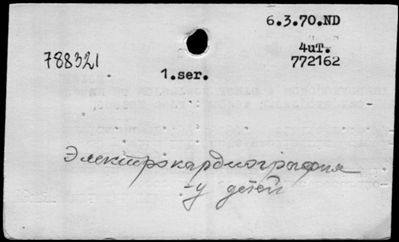 6.3.70.ND
4uT.
788321
772162
1.ser.
Электрокардиография
у детей